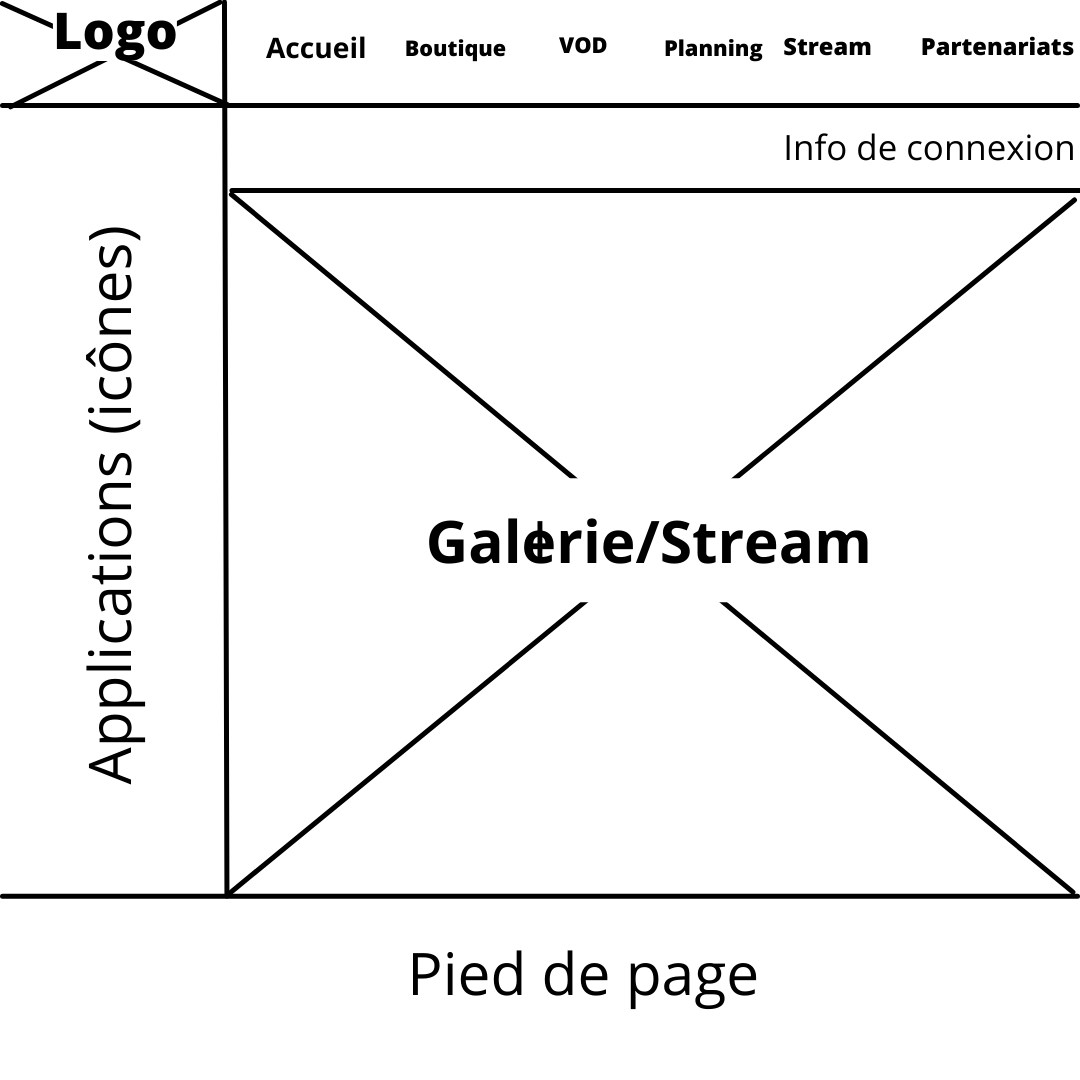 Logo
Accueil Boutique VOD Planning Stream Partenariats
Info de connexion
Applications (icônes)
Galerie/Stream
Pied de page